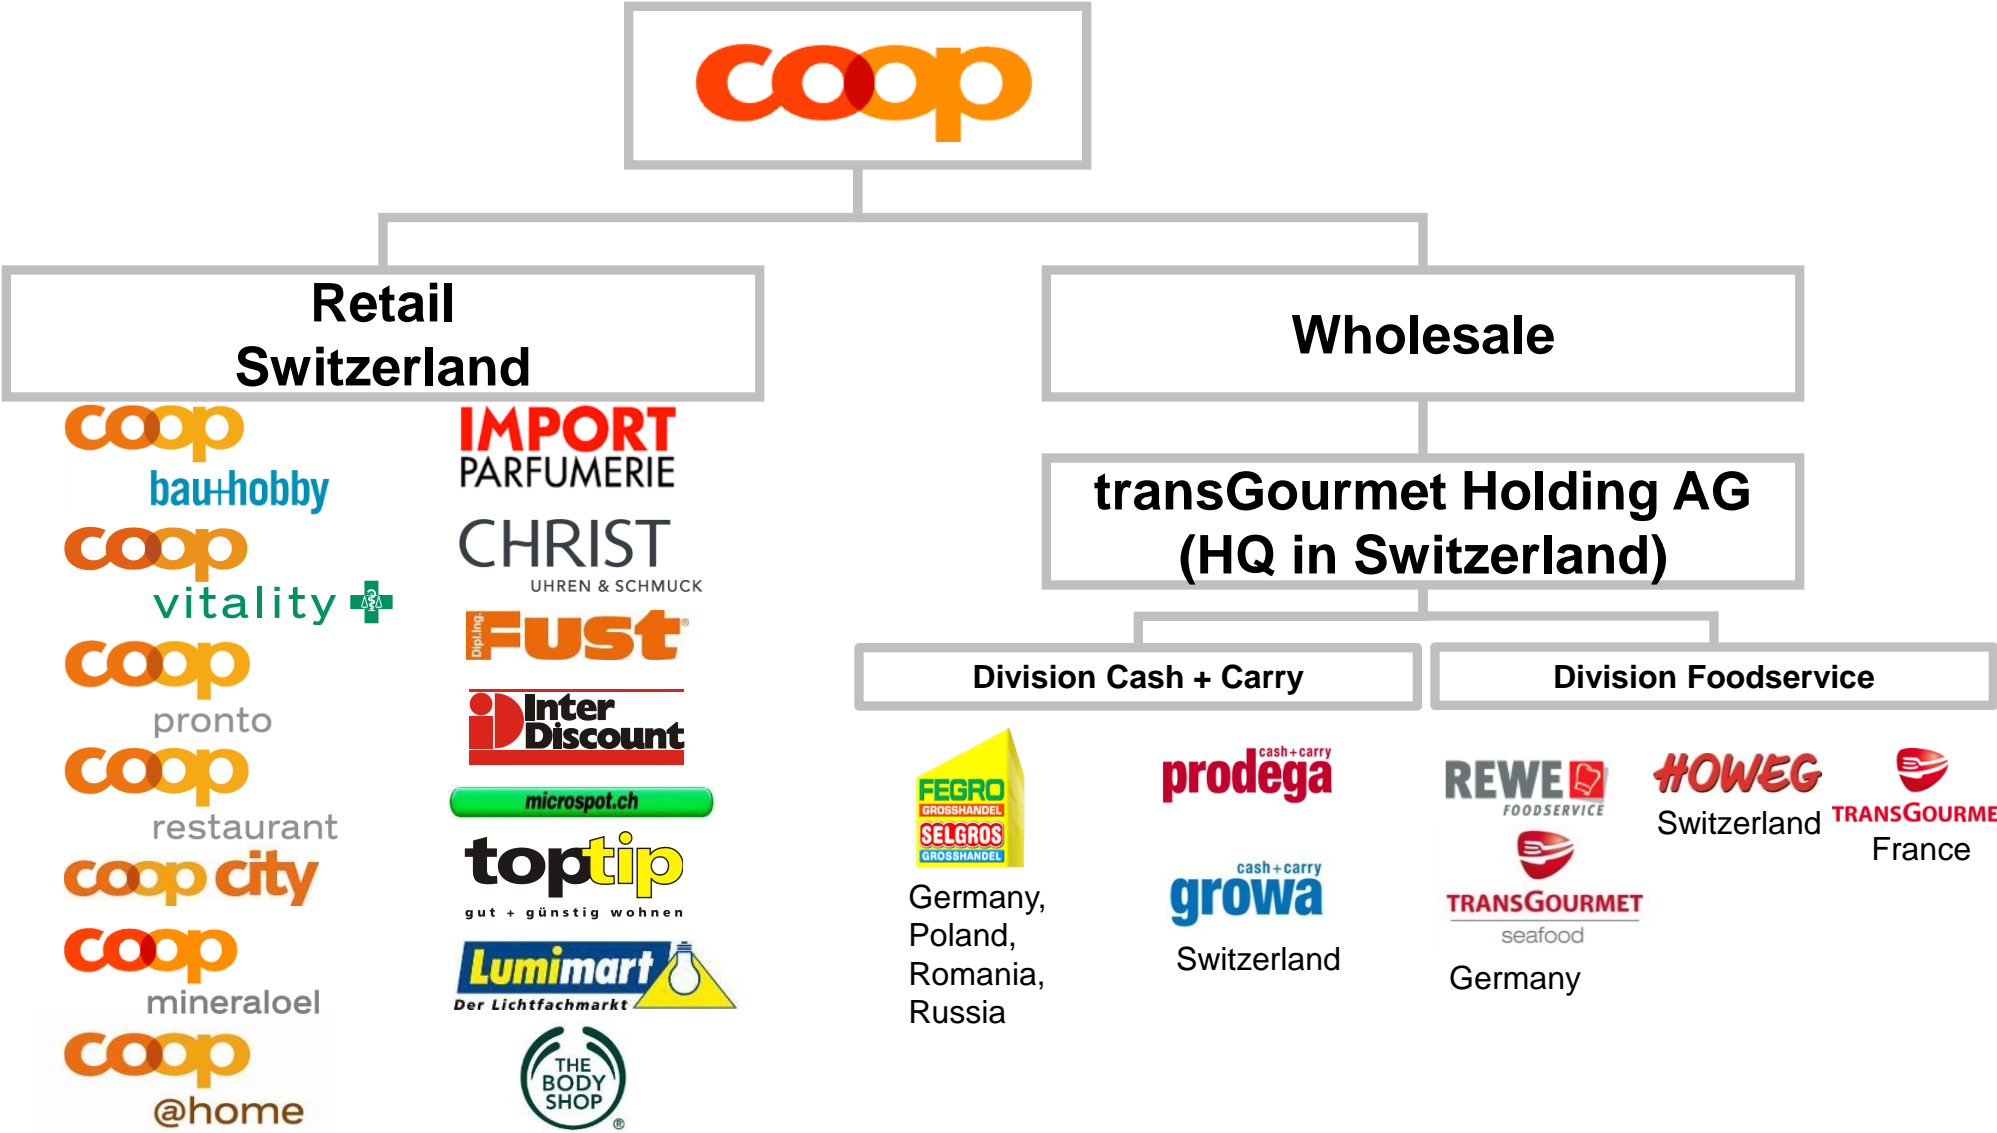 coop
Retail
Switzerland
coop
bau+hobby
coop
vitality
coop
pronto
coop
restaurant
coop city
coop
mineraloel
coop
@home
IMPORT
PARFUMERIE
CHRIST
UHREN & SCHMUCK
Dipl.Ing.
Fust®
iD Inter
Discount
microspot.ch
toptip
gut + günstig wohnen
Lumimart
Der Lichtfachmarkt
THE
BODY
SHOP
®
Wholesale
transGourmet Holding AG
(HQ in Switzerland)
Division Cash + Carry
FEGRO
GROSSHANDEL
SELGROS
GROSSHANDEL
Germany,
Poland,
Romania,
Russia
cash+carry
prodega
cash+carry
growa
Switzerland
Division Foodservice
REWE
FOODSERVICE
TRANSGOURMET
seafood
Germany
HOWEG
Switzerland
TRANSGOURME
France